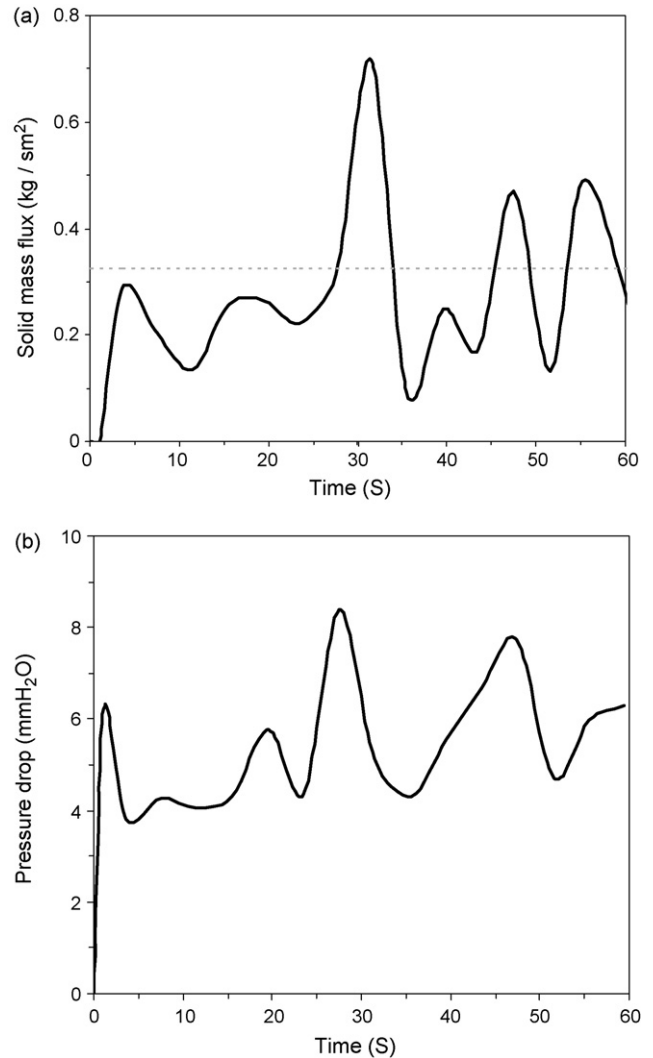 (a)
0.8
0.6
0.4
0.2
0
Solid mass flux (kg / sm²)
0 10 20 30 40 50 60
Time (S)
(b)
10
8
6
4
2
0
Pressure drop (mmH₂O)
0 10 20 30 40 50 60
Time (S)